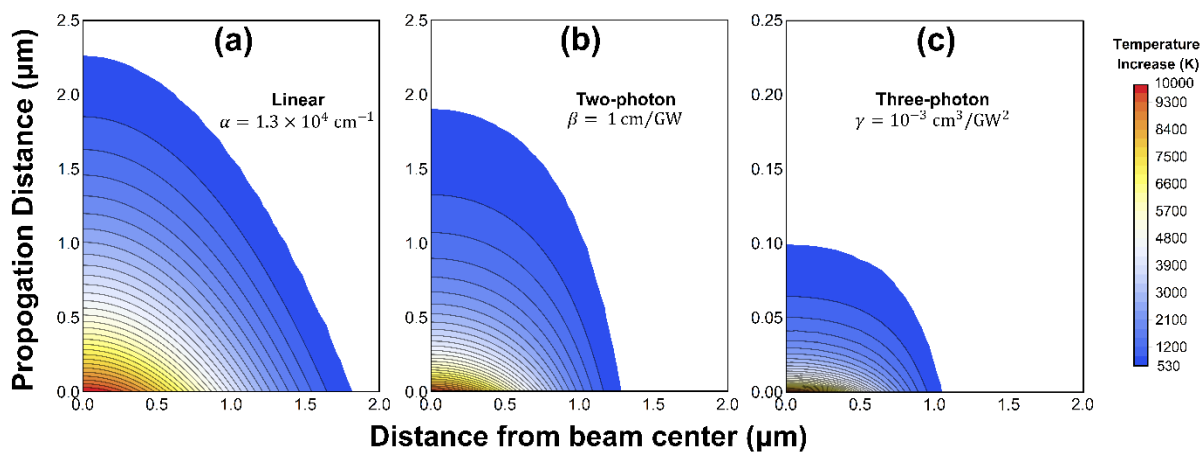 (a)
(b)
(c)
Linear
α = 1.3 × 10⁴ cm⁻¹
Two-photon
β = 1 cm/GW
Three-photon
γ = 10⁻³ cm³/GW²
Propogation Distance (μm)
2.5
2.0
1.5
1.0
0.5
0.0
0.0 0.5 1.0 1.5 2.0
2.5
2.0
1.5
1.0
0.5
0.0
0.0 0.5 1.0 1.5 2.0
0.25
0.20
0.15
0.10
0.05
0.00
0.0 0.5 1.0 1.5 2.0
Distance from beam center (μm)
Temperature
Increase (K)
10000
9300
8400
7500
6600
5700
4800
3900
3000
2100
1200
530